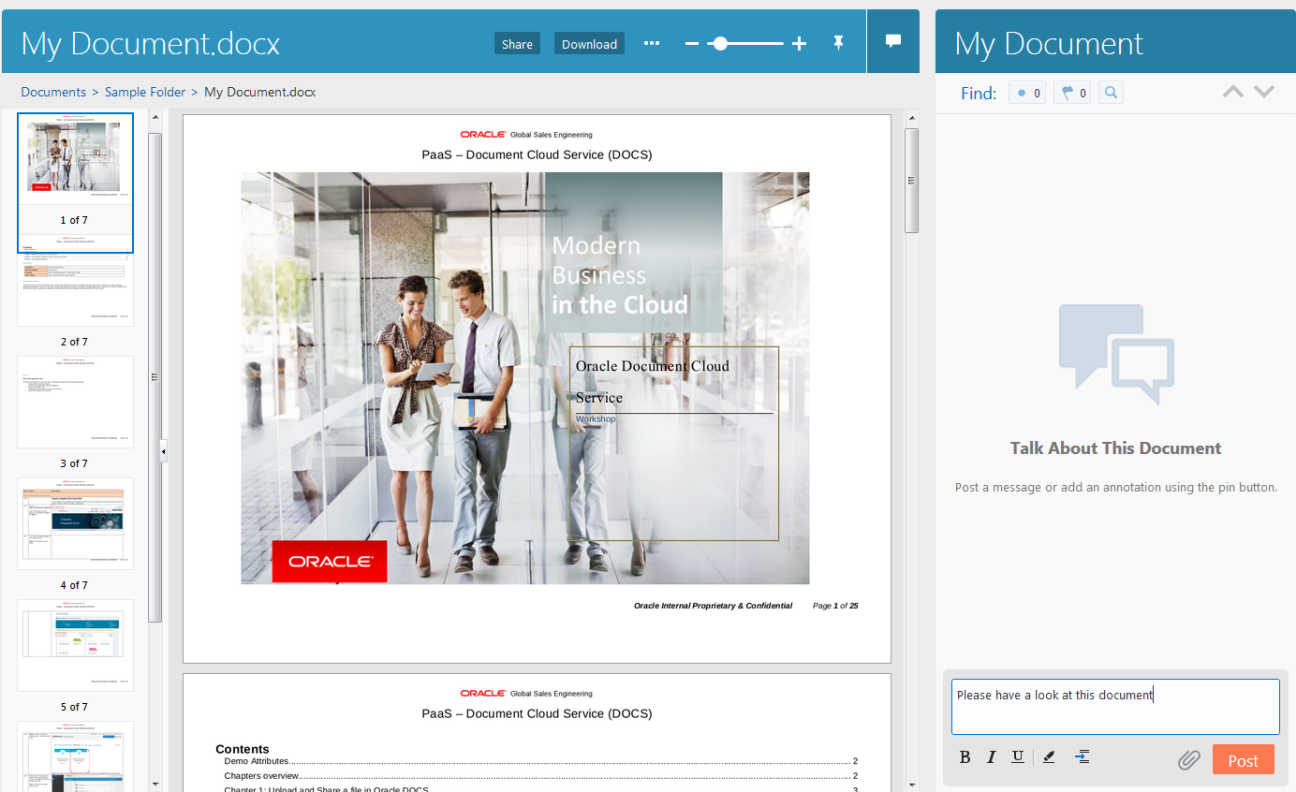 My Document.docx
Share
Download
My Document
Documents > Sample Folder > My Document.docx
Find:
0
0
1 of 7
2 of 7
3 of 7
4 of 7
5 of 7
ORACLE Global Sales Engineering
PaaS – Document Cloud Service (DOCS)
Modern
Business
in the Cloud
Oracle Document Cloud
Service
Workshop
ORACLE
Oracle Internal Proprietary & Confidential Page 1 of 25
ORACLE Global Sales Engineering
PaaS – Document Cloud Service (DOCS)
Contents
Demo Attributes 2
Chapters overview 2
Chapter 1: Upload and Share a file in Oracle DOCS 3
Talk About This Document
Post a message or add an annotation using the pin button.
Please have a look at this document
B I U
Post